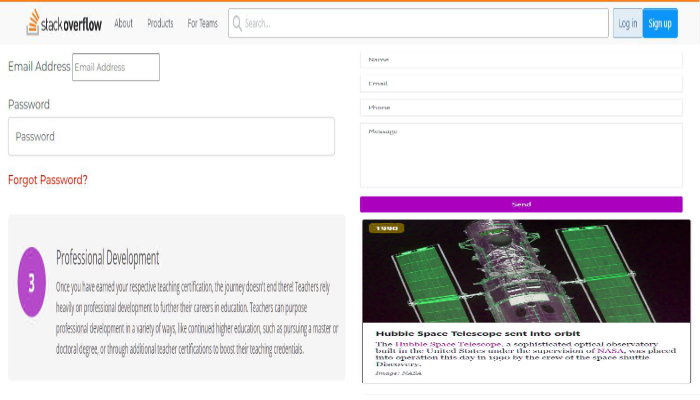 stack overflow About Products For Teams Search... Log in Sign up
Email Address Email Address
Password
Password
Forgot Password?
3
Professional Development
Once you have earned your respective teaching certification, the journey doesn't end there! Teachers rely
heavily on professional development to further their careers in education. Teachers can purpose
professional development in a variety of ways, like continued higher education, such as pursuing a master or
doctoral degree, or through additional teacher certifications to boost their teaching credentials.
Name
Email
Phone
Message
Send
1990
Hubble Space Telescope sent into orbit
The Hubble Space Telescope, a sophisticated optical observatory
built in the United States under the supervision of NASA, was placed
into operation this day in 1990 by the crew of the space shuttle
Discovery.
Image: NASA